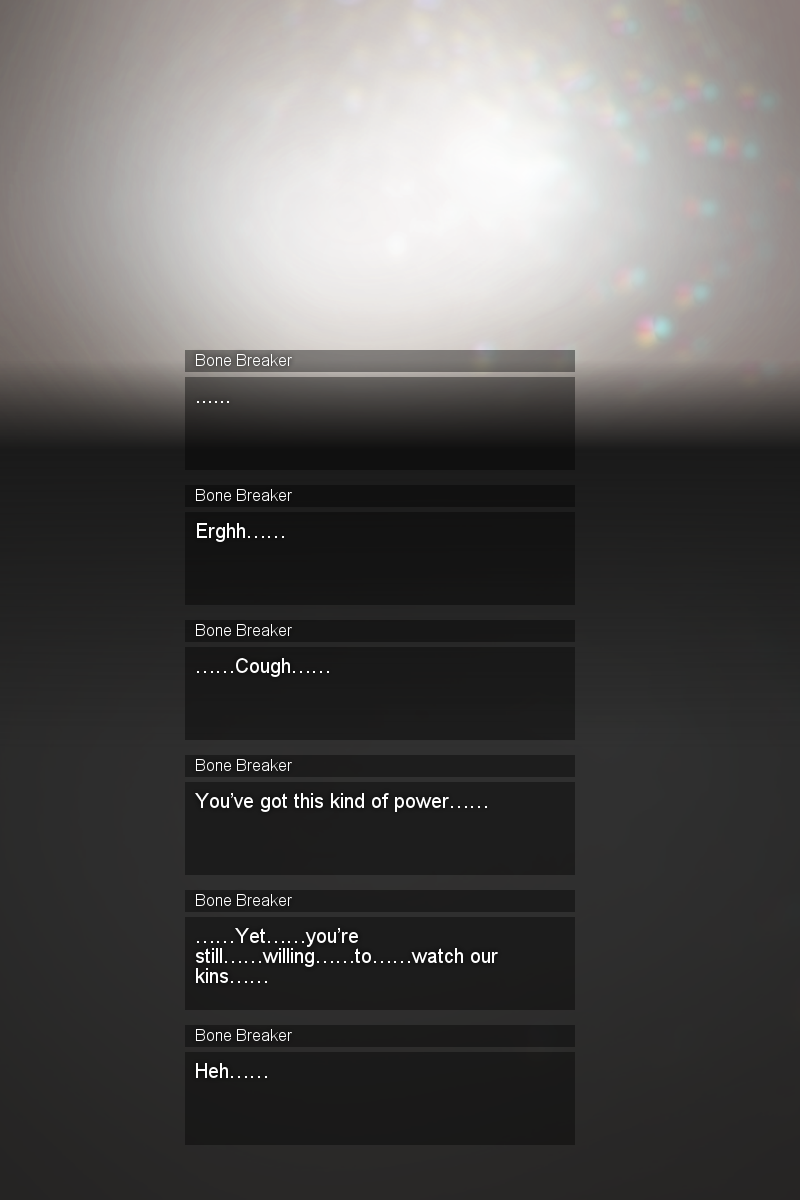 Bone Breaker
……
Bone Breaker
Erghh……
Bone Breaker
……Cough……
Bone Breaker
You've got this kind of power……
Bone Breaker
……Yet……you're
still……willing……to……watch our
kins……
Bone Breaker
Heh……